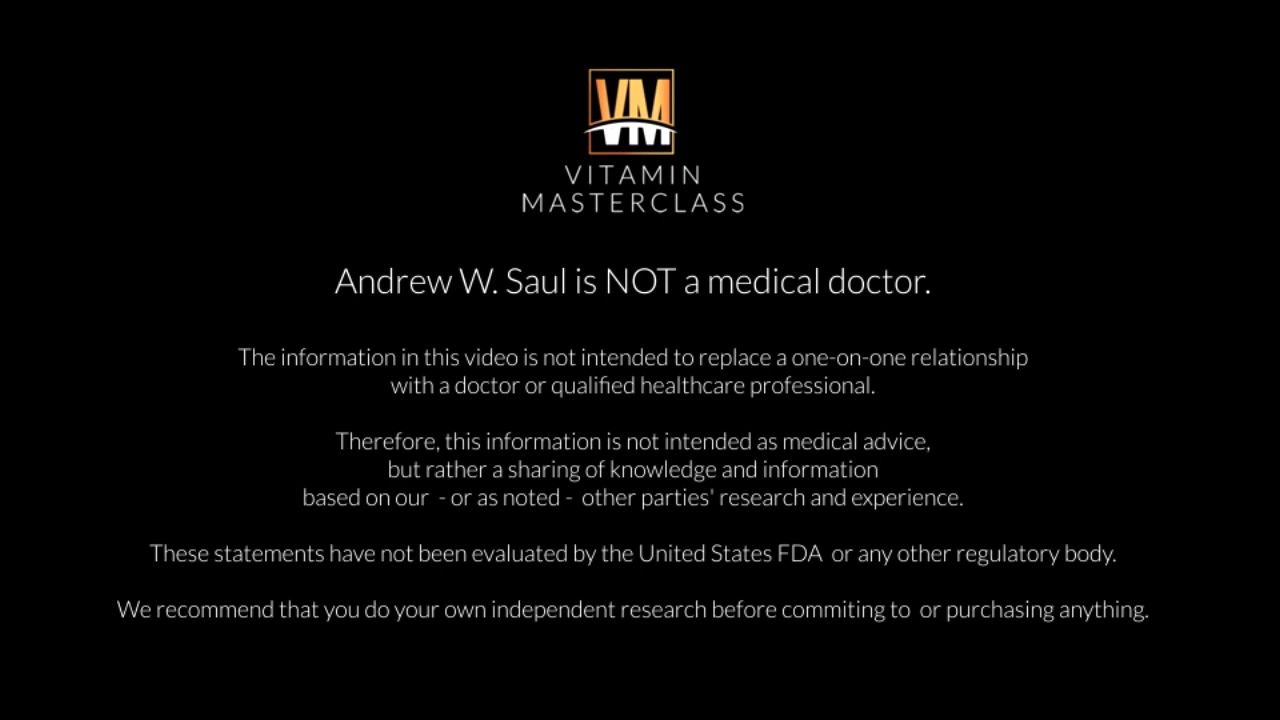 VM
VITAMIN
MASTERCLASS
Andrew W. Saul is NOT a medical doctor.
The information in this video is not intended to replace a one-on-one relationship
with a doctor or qualified healthcare professional.
Therefore, this information is not intended as medical advice,
but rather a sharing of knowledge and information
based on our - or as noted - other parties' research and experience.
These statements have not been evaluated by the United States FDA or any other regulatory body.
We recommend that you do your own independent research before commiting to or purchasing anything.